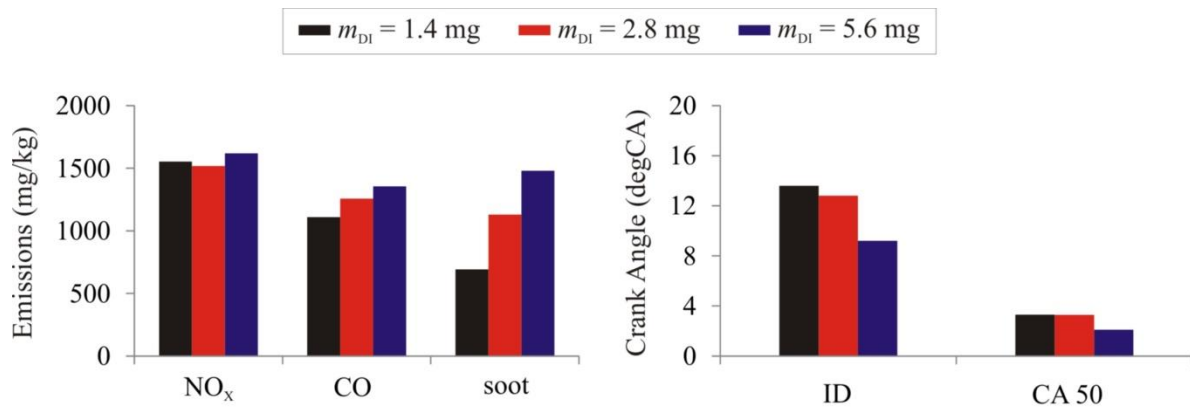 m_DI = 1.4 mg m_DI = 2.8 mg m_DI = 5.6 mg
Emissions (mg/kg)
2000
1500
1000
500
0
NO_X CO soot
Crank Angle (degCA)
20
16
12
8
4
0
ID CA 50